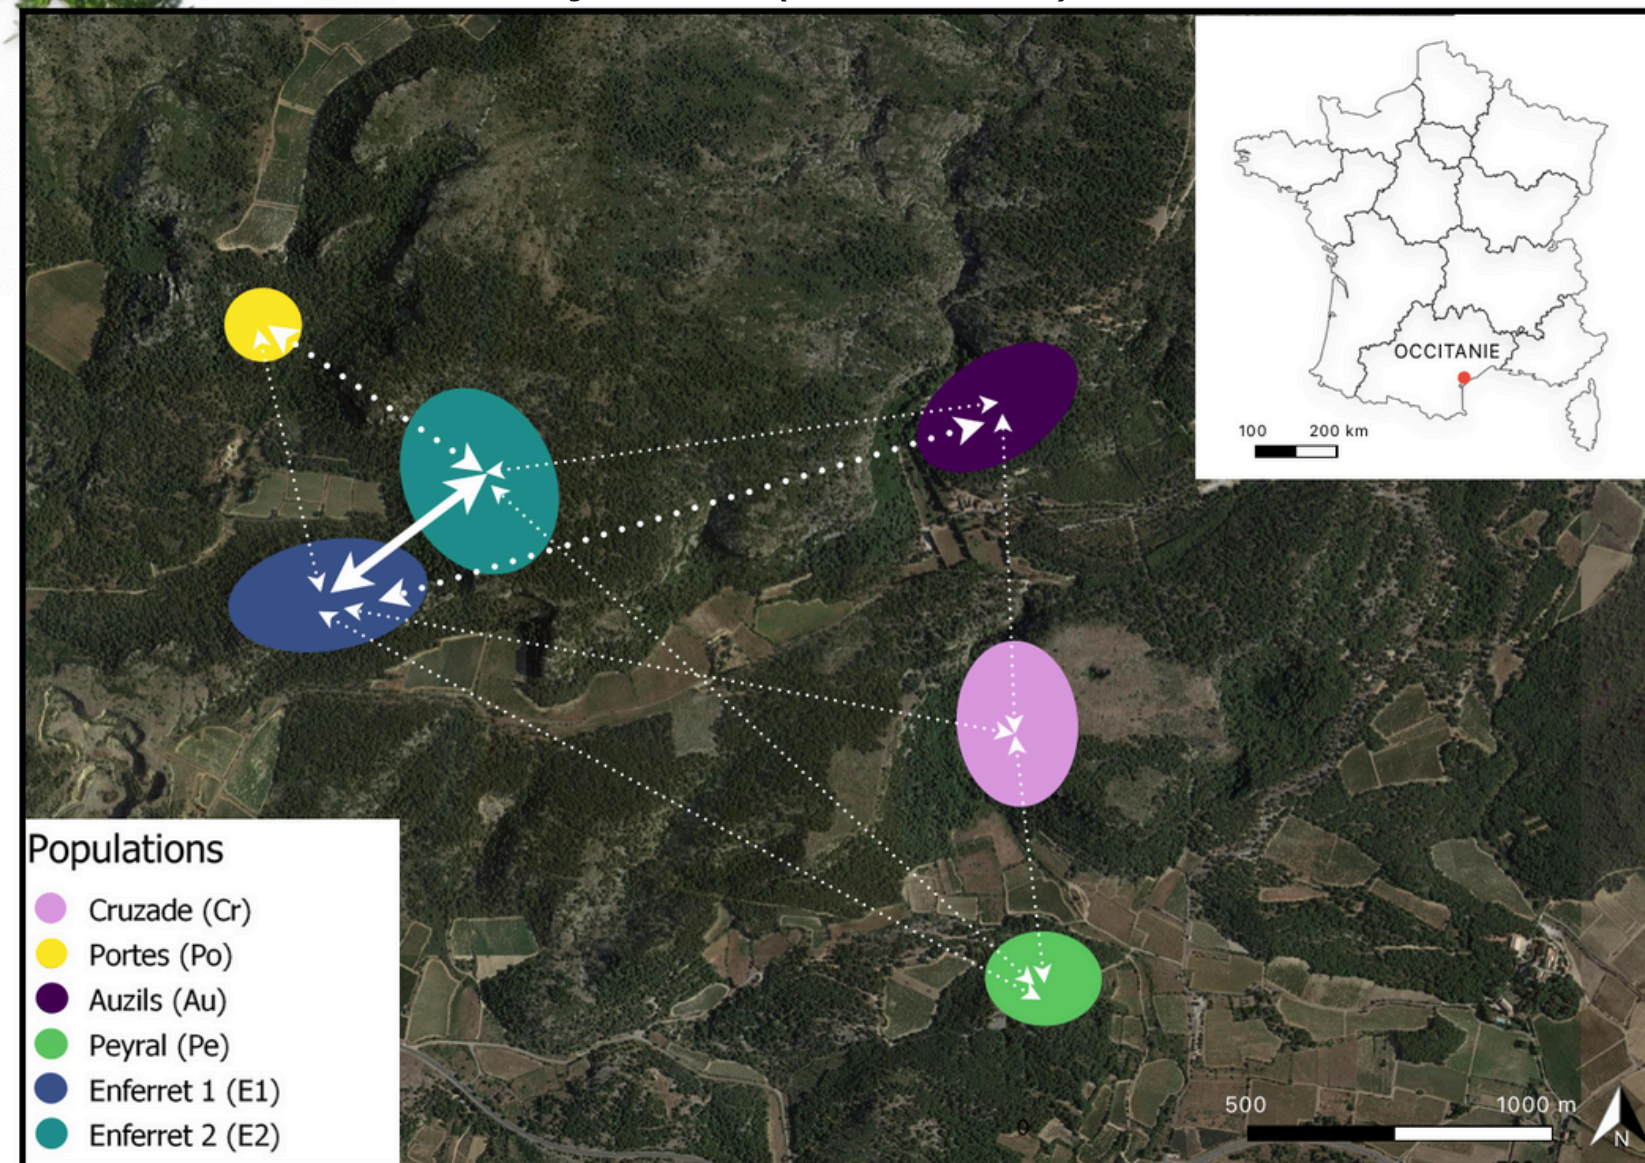 OCCITANIE
100 200 km
Populations
Cruzade (Cr)
Portes (Po)
Auzils (Au)
Peyral (Pe)
Enferret 1 (E1)
Enferret 2 (E2)
500 1000 m
N